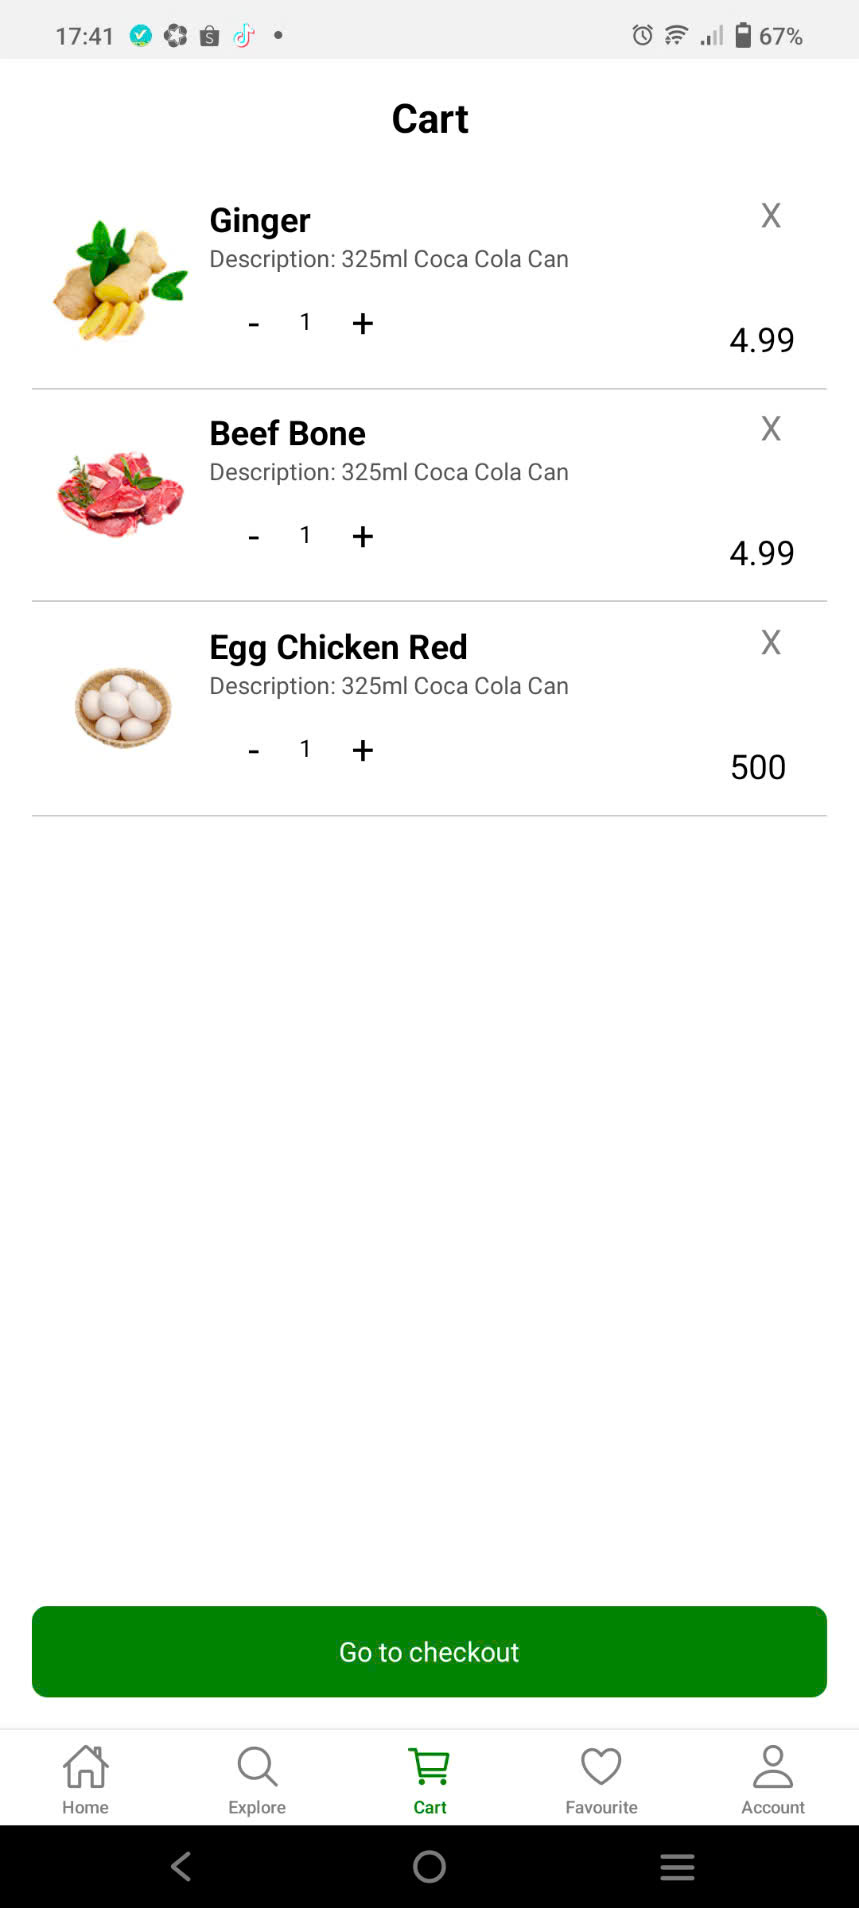 17:41
67%
Cart
Ginger
X
Description: 325ml Coca Cola Can
- 1 +
4.99
Beef Bone
X
Description: 325ml Coca Cola Can
- 1 +
4.99
Egg Chicken Red
X
Description: 325ml Coca Cola Can
- 1 +
500
Go to checkout
Home Explore Cart Favourite Account